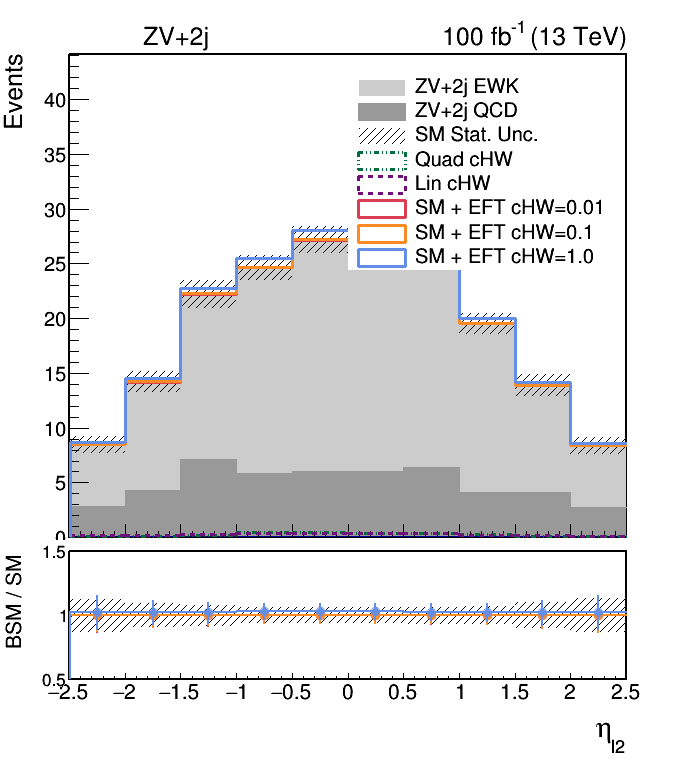 ZV+2j 100 fb-1 (13 TeV)
Events
40
35
30
25
20
15
10
5
0
ZV+2j EWK
ZV+2j QCD
SM Stat. Unc.
Quad cHW
Lin cHW
SM + EFT cHW=0.01
SM + EFT cHW=0.1
SM + EFT cHW=1.0
BSM / SM
1.5
1
0.5
−2.5 −2 −1.5 −1 −0.5 0 0.5 1 1.5 2 2.5
η l2